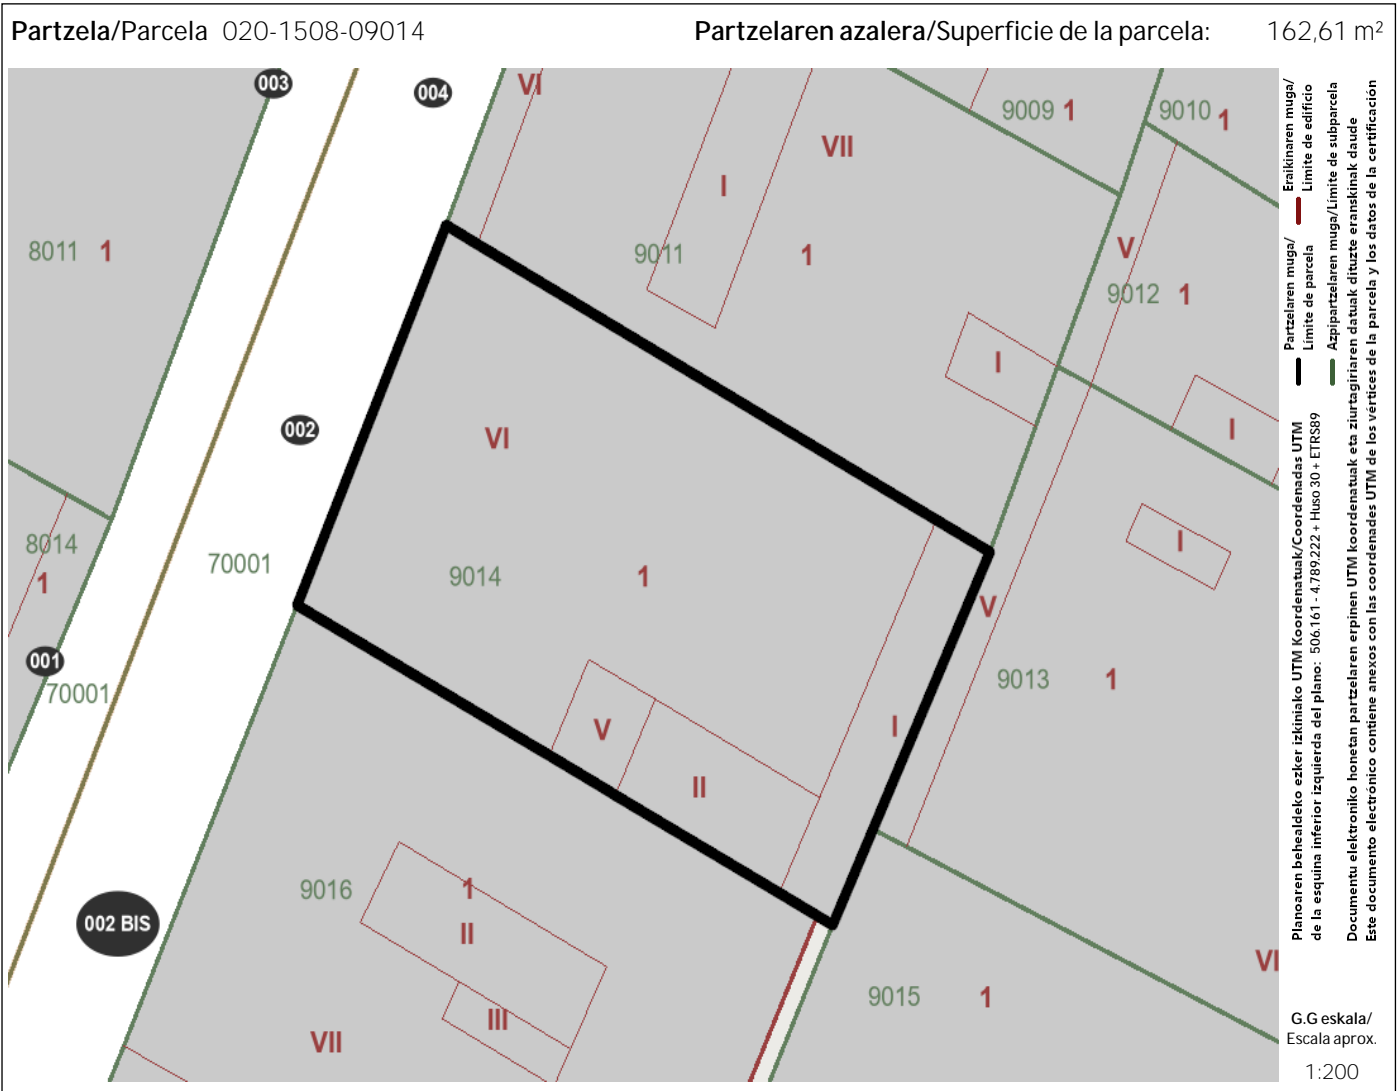 Partzela/Parcela 020-1508-09014
Partzelaren azalera/Superficie de la parcela: 162,61 m²
003
004
VI
9009 1
9010 1
VII
I
8011 1
9011 1
V
9012 1
I
I
002
VI
I
8014
1
70001
9014 1
V
001
70001
9013 1
V
I
II
9016 1
II
002 BIS
VI
9015 1
III
VII
Eraikinaren muga/
Límite de edificio
Partzelaren muga/
Límite de parcela
Azpipartzelaren muga/Límite de subparcela
Planoaren behealdeko ezker izkiniako UTM Koordenatuak/Coordenadas UTM
de la esquina inferior izquierda del plano: 506.161 - 4.789.222 + Huso 30 + ETRS89
Documentu elektroniko honetan partzelaren erpinen UTM koordenatuak eta ziurtagiriaren datuak dituzte eranskinak daude
Este documento electrónico contiene anexos con las coordenadas UTM de los vértices de la parcela y los datos de la certificación
G.G eskala/
Escala aprox.
1:200